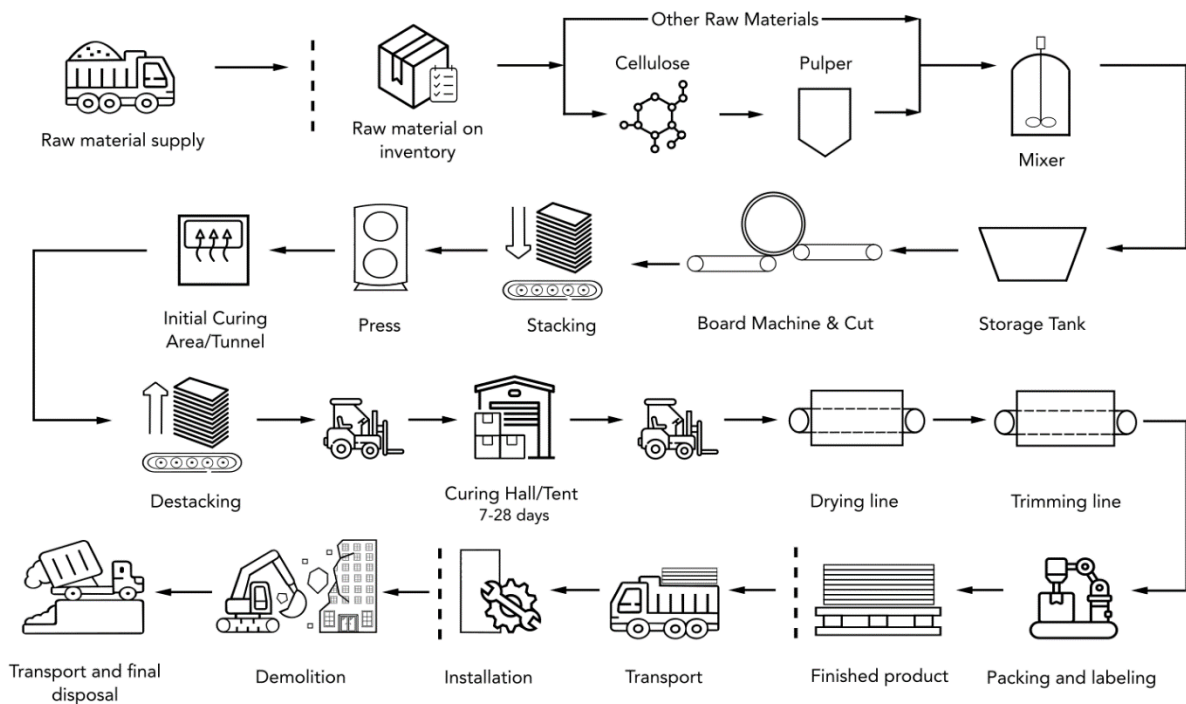 Other Raw Materials
Cellulose
Pulper
Raw material supply
Raw material on
inventory
Mixer
Initial Curing
Area/Tunnel
Press
Stacking
Board Machine & Cut
Storage Tank
Destacking
Curing Hall/Tent
7-28 days
Drying line
Trimming line
Transport and final
disposal
Demolition
Installation
Transport
Finished product
Packing and labeling